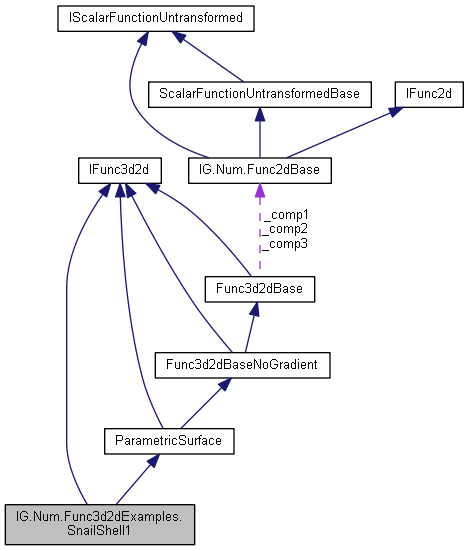 IScalarFunctionUntransformed
ScalarFunctionUntransformedBase
IFunc2d
IFunc3d2d
IG.Num.Func2dBase
_comp1
_comp2
_comp3
Func3d2dBase
Func3d2dBaseNoGradient
ParametricSurface
IG.Num.Func3d2dExamples.
SnailShell1